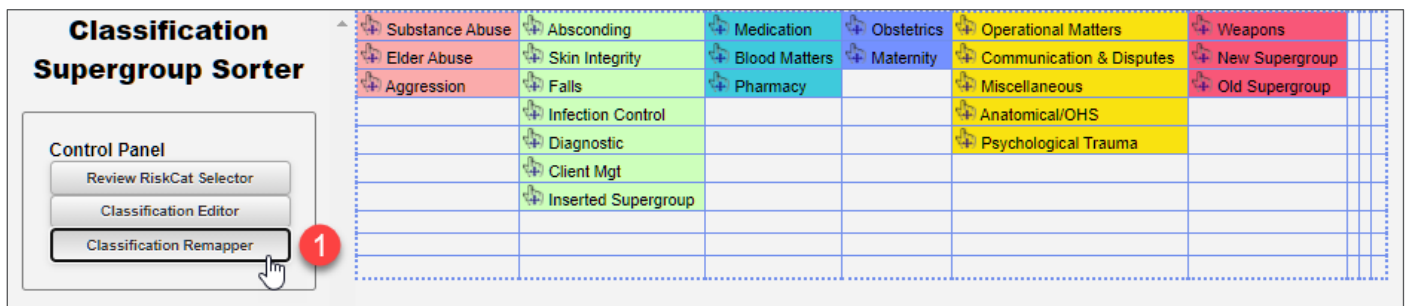 Classification
Supergroup Sorter
Control Panel
Review RiskCat Selector
Classification Editor
Classification Remapper
1
Substance Abuse Absconding Medication Obstetrics Operational Matters Weapons
Elder Abuse Skin Integrity Blood Matters Maternity Communication & Disputes New Supergroup
Aggression Falls Pharmacy Miscellaneous Old Supergroup
Infection Control Anatomical/OHS
Diagnostic Psychological Trauma
Client Mgt
Inserted Supergroup